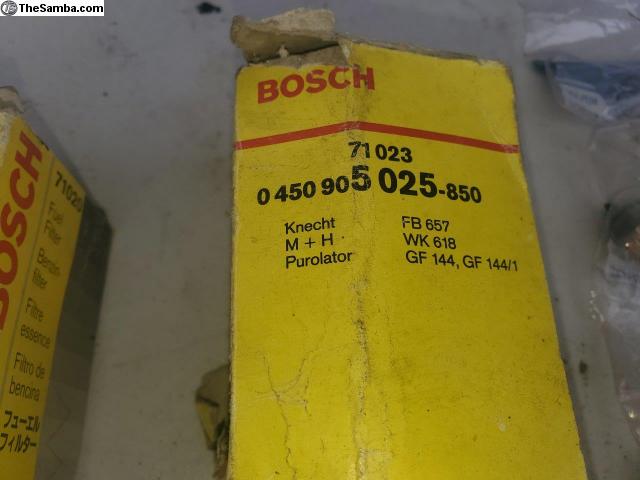 TheSamba.com
BOSCH
71 023
0 450 905 025-850
Knecht FB 657
M + H WK 618
Purolator GF 144, GF 144/1
BOSCH
Fuel
Filter
Benzin-
filter
Filtre
essence
Filtro de
bencina
フューエル
フィルター